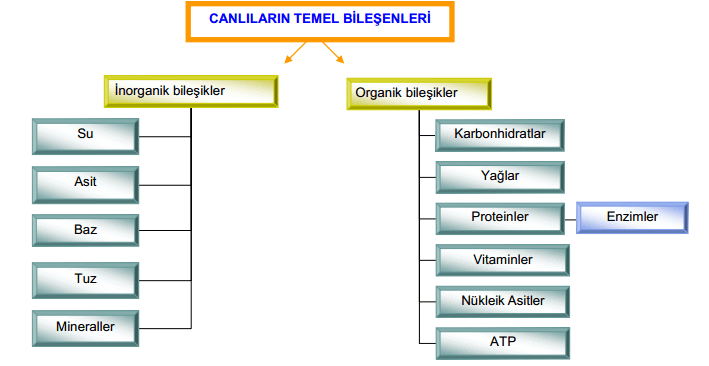 CANLILARIN TEMEL BİLEŞENLERİ
İnorganik bileşikler
Su
Asit
Baz
Tuz
Mineraller
Organik bileşikler
Karbonhidratlar
Yağlar
Proteinler
Enzimler
Vitaminler
Nükleik Asitler
ATP